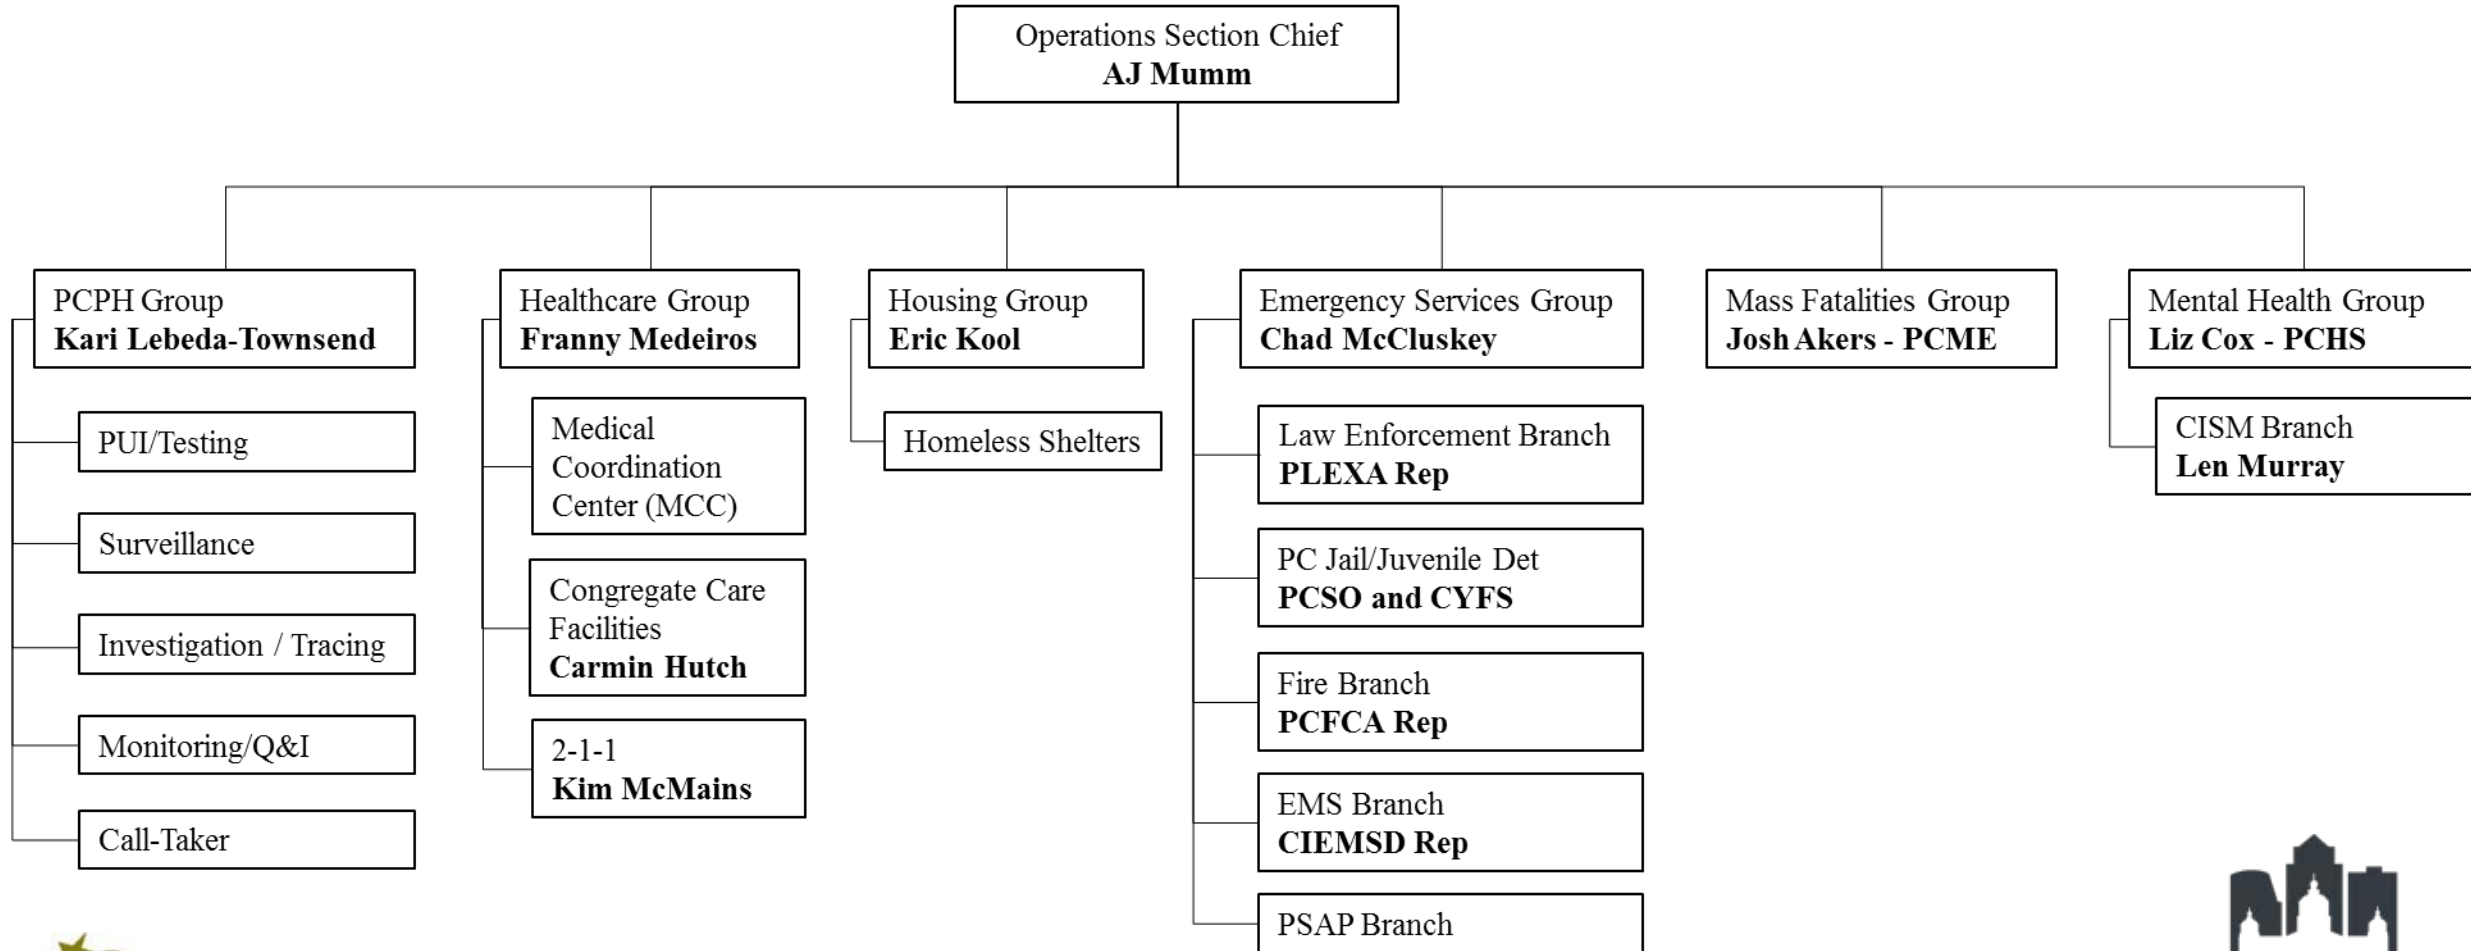 Operations Section Chief
AJ Mumm
PCPH Group
Kari Lebeda-Townsend
PUI/Testing
Surveillance
Investigation / Tracing
Monitoring/Q&I
Call-Taker
Healthcare Group
Franny Medeiros
Medical
Coordination
Center (MCC)
Congregate Care
Facilities
Carmin Hutch
2-1-1
Kim McMains
Housing Group
Eric Kool
Homeless Shelters
Emergency Services Group
Chad McCluskey
Law Enforcement Branch
PLEXA Rep
PC Jail/Juvenile Det
PCSO and CYFS
Fire Branch
PCFCA Rep
EMS Branch
CIEMSD Rep
PSAP Branch
Mass Fatalities Group
Josh Akers - PCME
Mental Health Group
Liz Cox - PCHS
CISM Branch
Len Murray